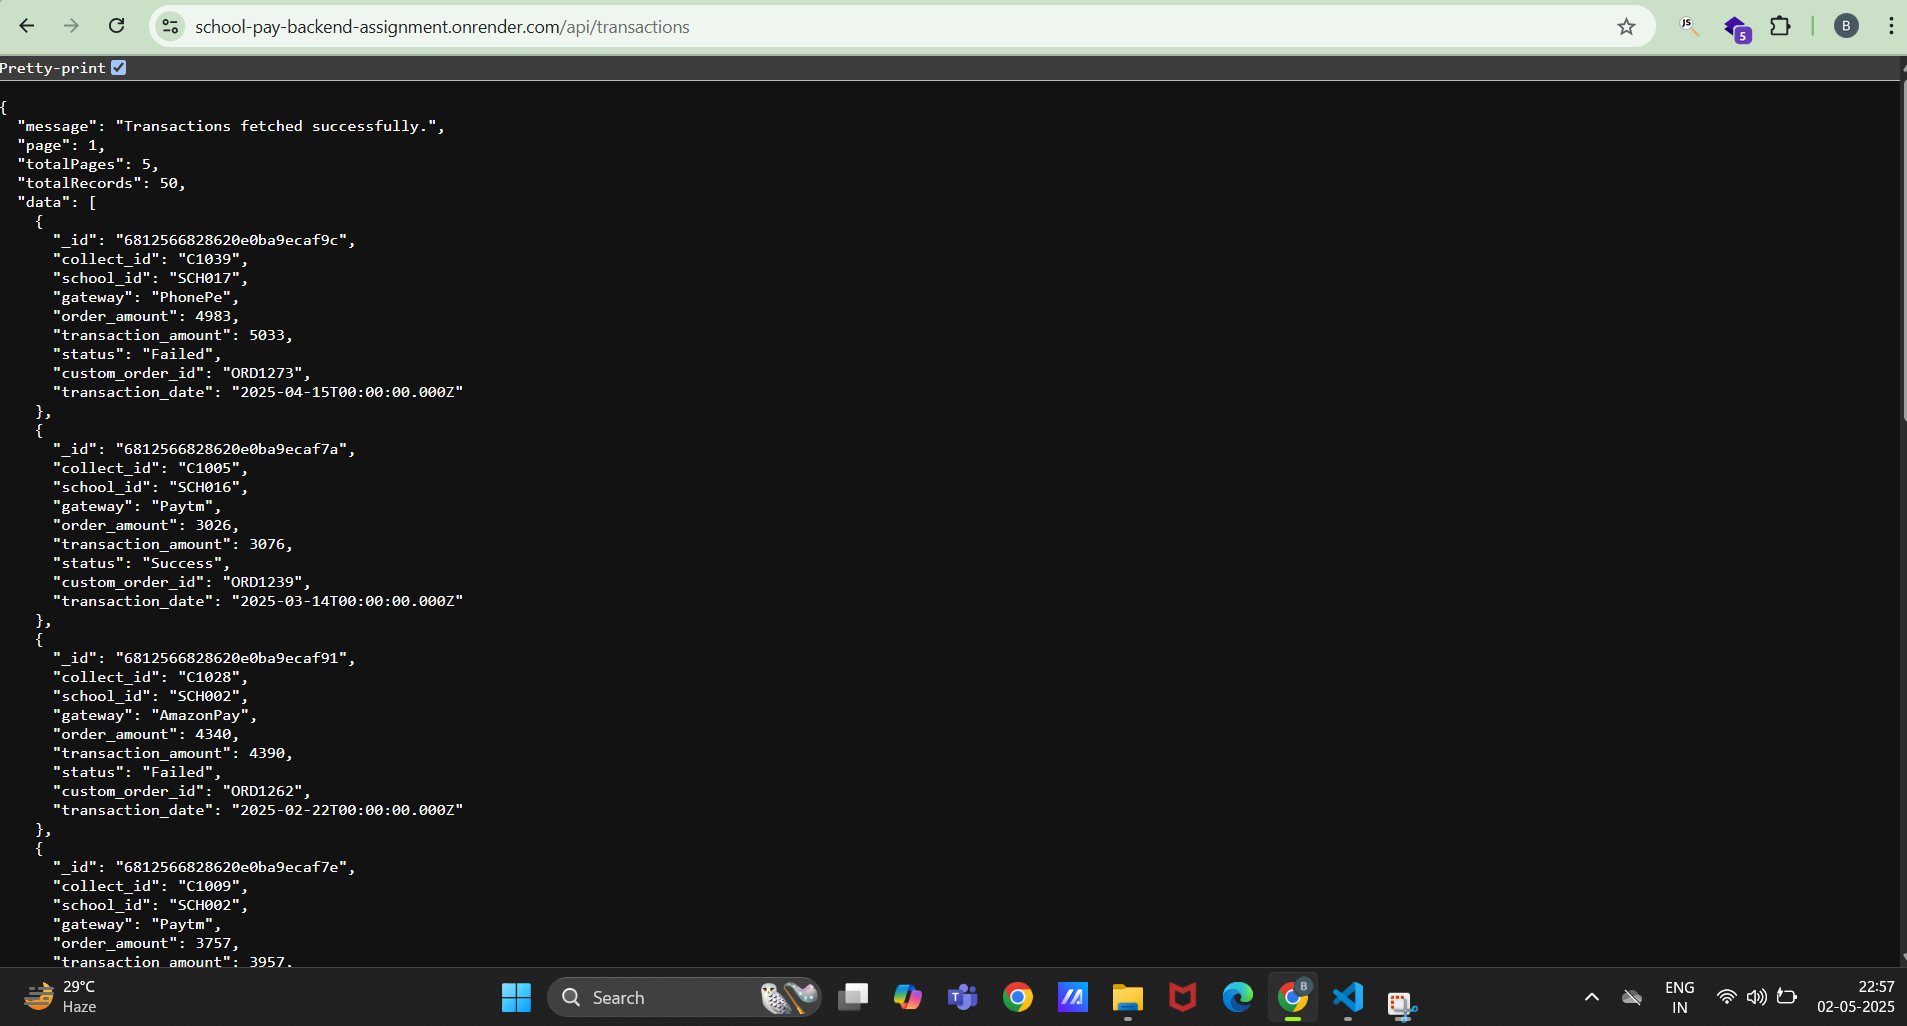 school-pay-backend-assignment.onrender.com/api/transactions
JS
5
B
Pretty-print
{
"message": "Transactions fetched successfully.",
"page": 1,
"totalPages": 5,
"totalRecords": 50,
"data": [
{
"_id": "6812566828620e0ba9ecaf9c",
"collect_id": "C1039",
"school_id": "SCH017",
"gateway": "PhonePe",
"order_amount": 4983,
"transaction_amount": 5033,
"status": "Failed",
"custom_order_id": "ORD1273",
"transaction_date": "2025-04-15T00:00:00.000Z"
},
{
"_id": "6812566828620e0ba9ecaf7a",
"collect_id": "C1005",
"school_id": "SCH016",
"gateway": "Paytm",
"order_amount": 3026,
"transaction_amount": 3076,
"status": "Success",
"custom_order_id": "ORD1239",
"transaction_date": "2025-03-14T00:00:00.000Z"
},
{
"_id": "6812566828620e0ba9ecaf91",
"collect_id": "C1028",
"school_id": "SCH002",
"gateway": "AmazonPay",
"order_amount": 4340,
"transaction_amount": 4390,
"status": "Failed",
"custom_order_id": "ORD1262",
"transaction_date": "2025-02-22T00:00:00.000Z"
},
{
"_id": "6812566828620e0ba9ecaf7e",
"collect_id": "C1009",
"school_id": "SCH002",
"gateway": "Paytm",
"order_amount": 3757,
"transaction_amount": 3957,
29°C
Haze
Search
B
ENG
IN
22:57
02-05-2025